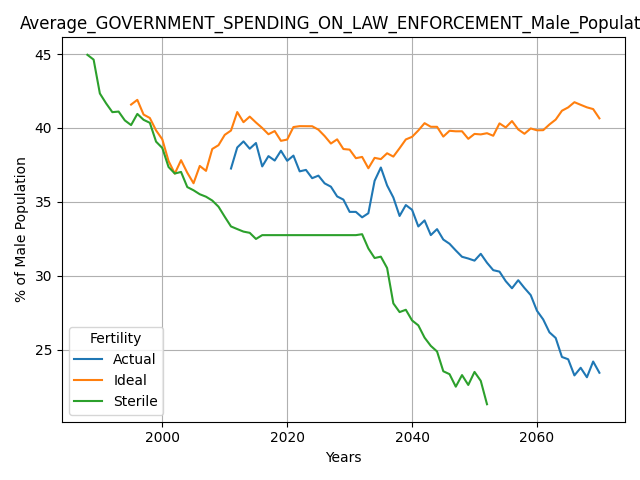 Average_GOVERNMENT_SPENDING_ON_LAW_ENFORCEMENT_Male_Populat
45
40
35
30
25
% of Male Population
Fertility
Actual
Ideal
Sterile
2000
2020
2040
2060
Years